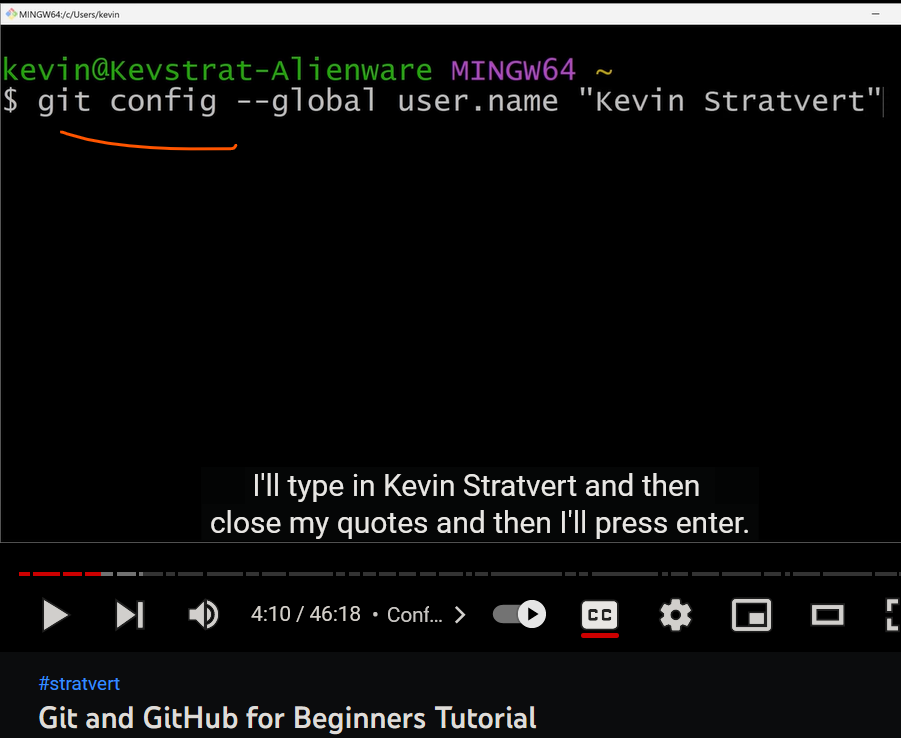 MINGW64:/c/Users/kevin
kevin@Kevstrat-Alienware MINGW64 ~
$ git config --global user.name "Kevin Stratvert"
I'll type in Kevin Stratvert and then
close my quotes and then I'll press enter.
4:10 / 46:18 • Conf... >
CC
#stratvert
Git and GitHub for Beginners Tutorial